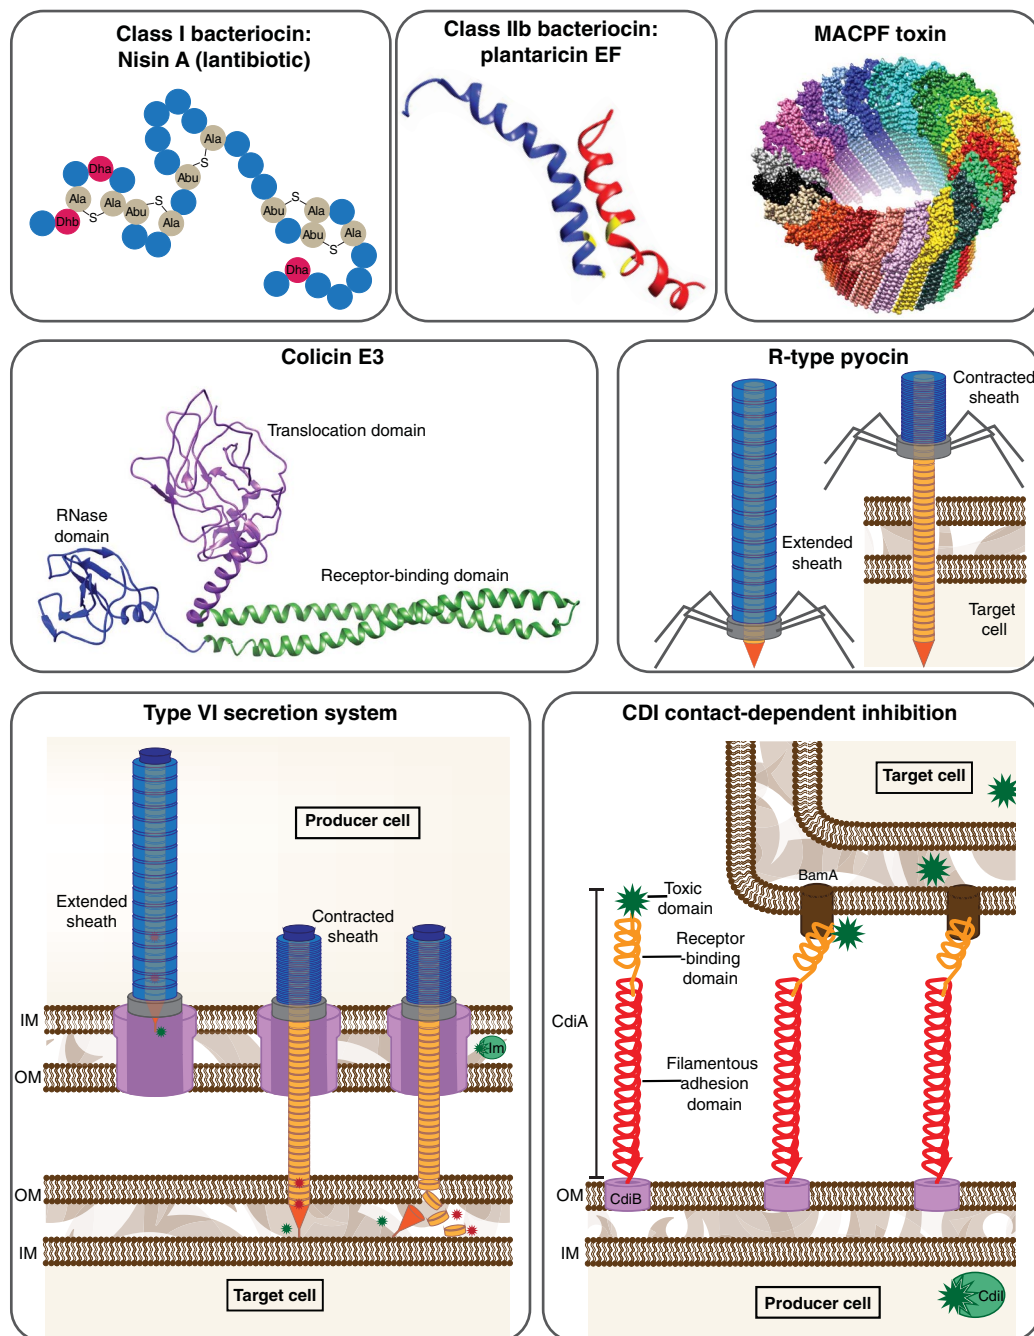 Class I bacteriocin:
Nisin A (lantibiotic)
Ala
S
Abu
Dha
Ala
Ala
S
Abu
S
Ala
Dhb
Abu
S
Ala
Abu
S
Ala
Dha
Class IIb bacteriocin:
plantaricin EF
MACPF toxin
Colicin E3
Translocation domain
RNase
domain
Receptor-binding domain
R-type pyocin
Contracted
sheath
Extended
sheath
Target
cell
Type VI secretion system
Producer cell
Extended
sheath
Contracted
sheath
IM
Im
OM
OM
IM
Target cell
CDI contact-dependent inhibition
Target cell
BamA
Toxic
domain
Receptor
-binding
domain
CdiA
Filamentous
adhesion
domain
OM
CdiB
IM
CdiI
Producer cell